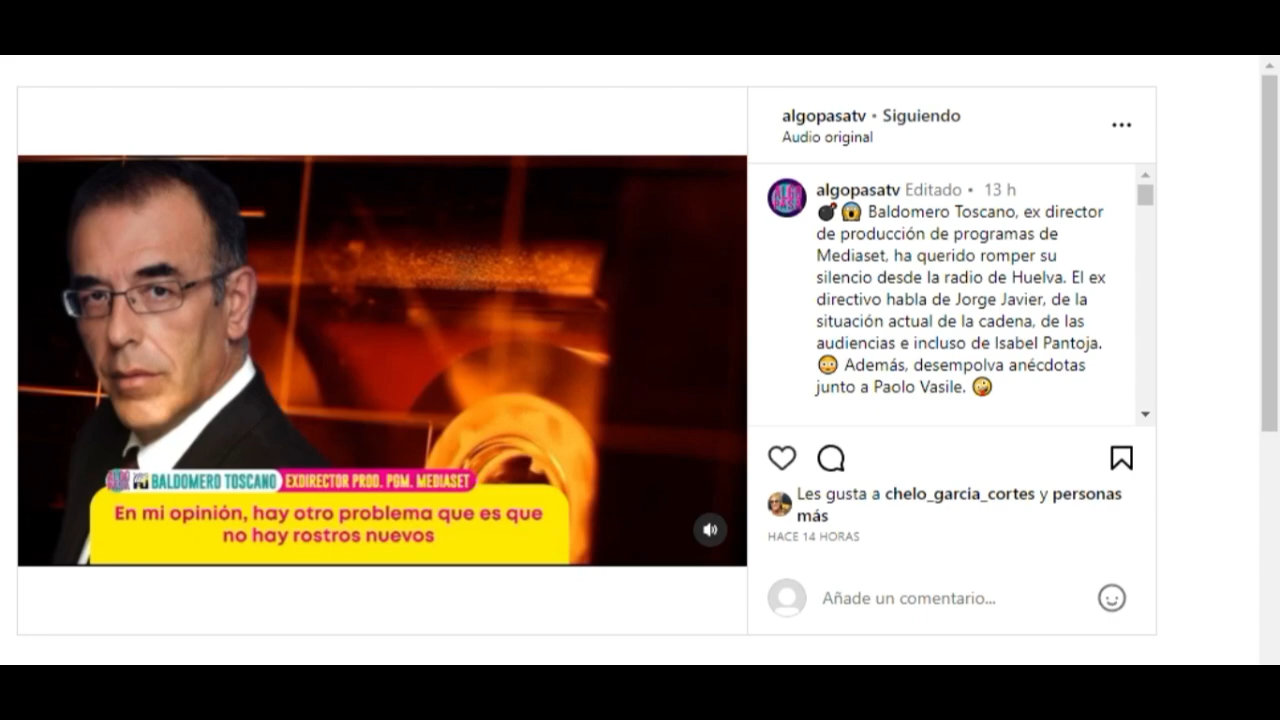 algopasatv • Siguiendo
Audio original
algopasatv Editado • 13 h
💣 😱 Baldomero Toscano, ex director
de producción de programas de
Mediaset, ha querido romper su
silencio desde la radio de Huelva. El ex
directivo habla de Jorge Javier, de la
situación actual de la cadena, de las
audiencias e incluso de Isabel Pantoja.
😳 Además, desempolva anécdotas
junto a Paolo Vasile. 🤪
BALDOMERO TOSCANO EXDIRECTOR PROD. PGM. MEDIASET
En mi opinión, hay otro problema que es que
no hay rostros nuevos
Les gusta a chelo_garcia_cortes y personas
más
HACE 14 HORAS
Añade un comentario...